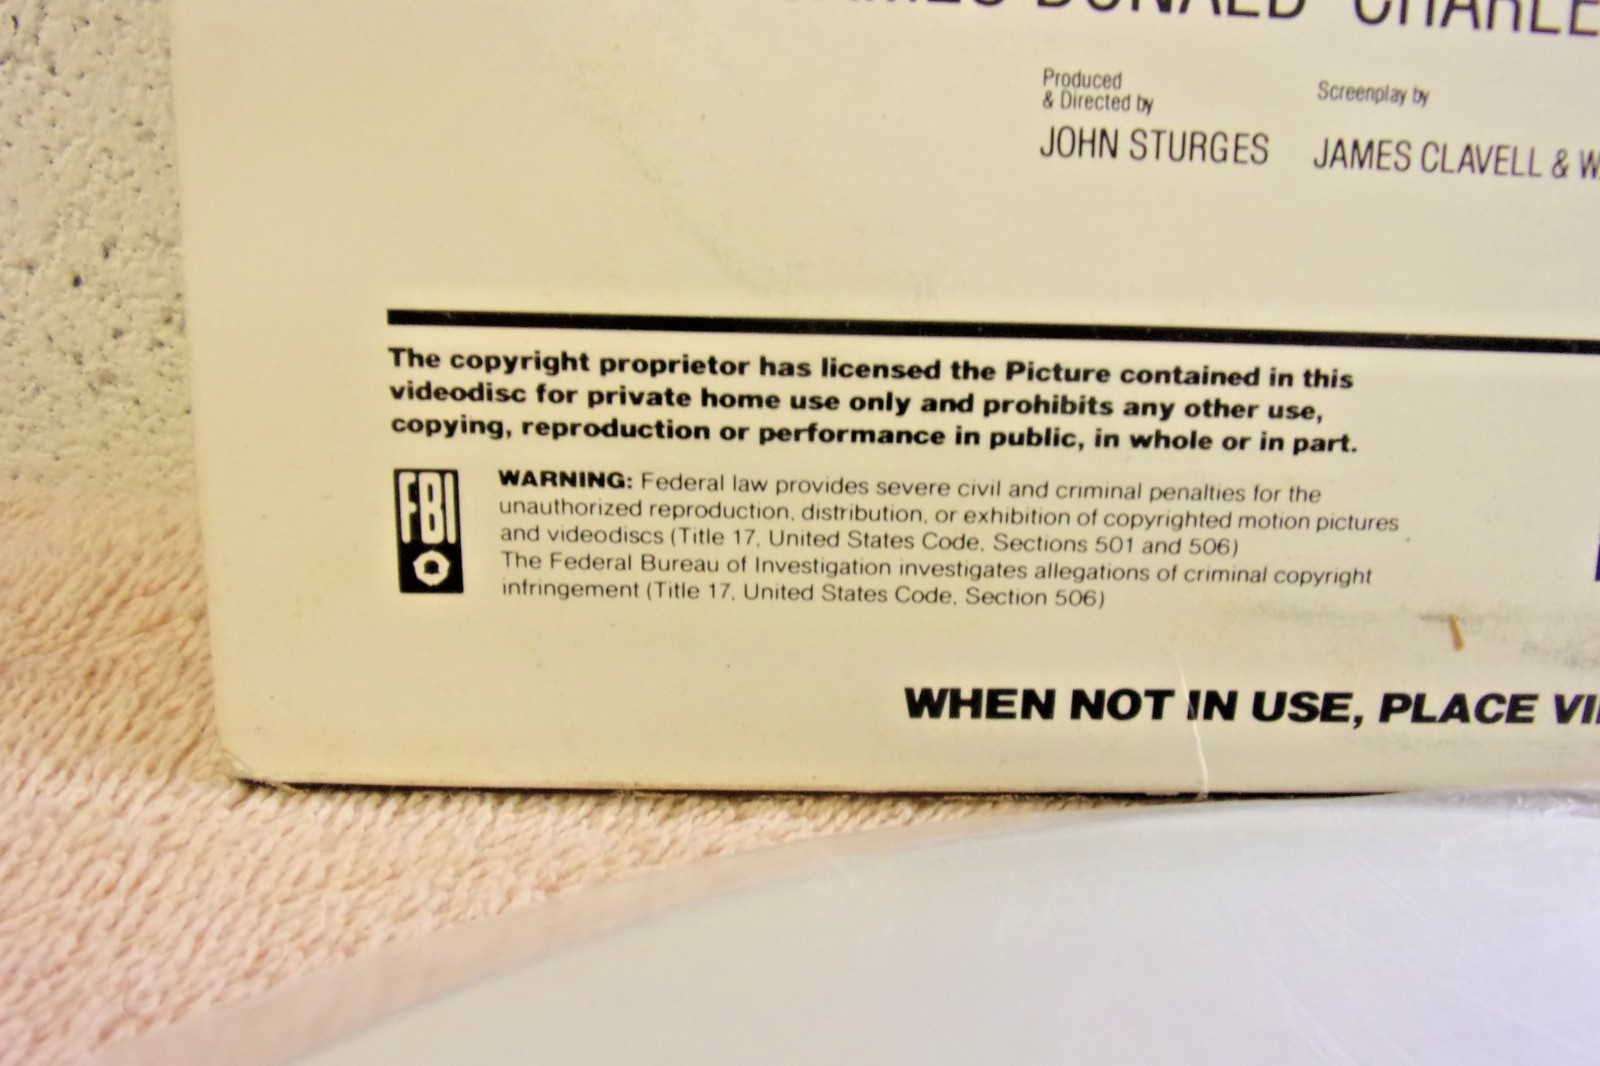 DONALD CHARLE
Produced
& Directed by
JOHN STURGES
Screenplay by
JAMES CLAVELL & W
The copyright proprietor has licensed the Picture contained in this
videodisc for private home use only and prohibits any other use,
copying, reproduction or performance in public, in whole or in part.
FBI
WARNING: Federal law provides severe civil and criminal penalties for the
unauthorized reproduction, distribution, or exhibition of copyrighted motion pictures
and videodiscs (Title 17, United States Code, Sections 501 and 506)
The Federal Bureau of Investigation investigates allegations of criminal copyright
infringement (Title 17, United States Code, Section 506)
WHEN NOT IN USE, PLACE VI